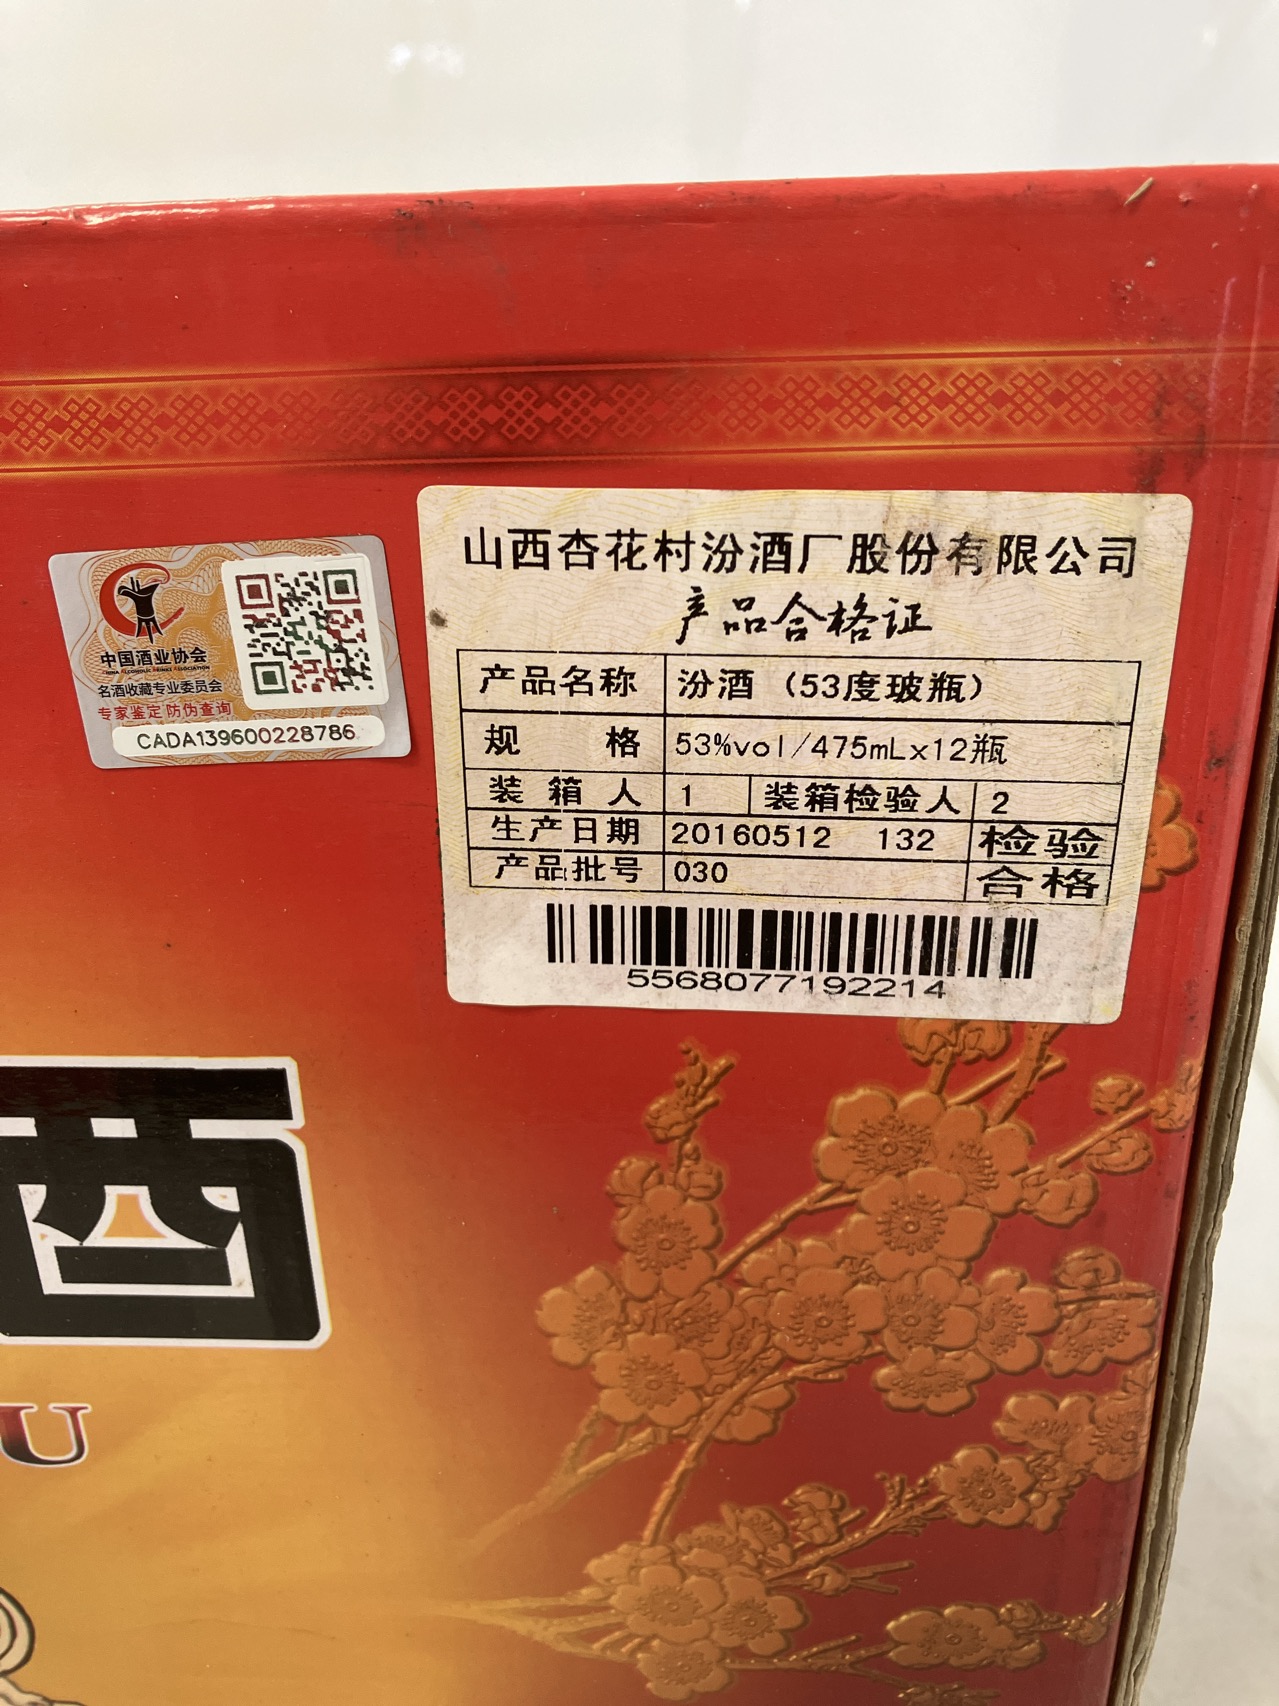 山西杏花村汾酒厂股份有限公司
产品合格证
产品名称 汾酒（53度玻瓶）
规 格 53%vol/475mLx12瓶
装 箱 人 1 装箱检验人 2
生产日期 20160512 132 检验
产品批号 030 合格
5568077192214
中国酒业协会
CHINA ALCOHOLIC DRINKS ASSOCIATION
名酒收藏专业委员会
专家鉴定 防伪查询
CADA139600228786
西
U